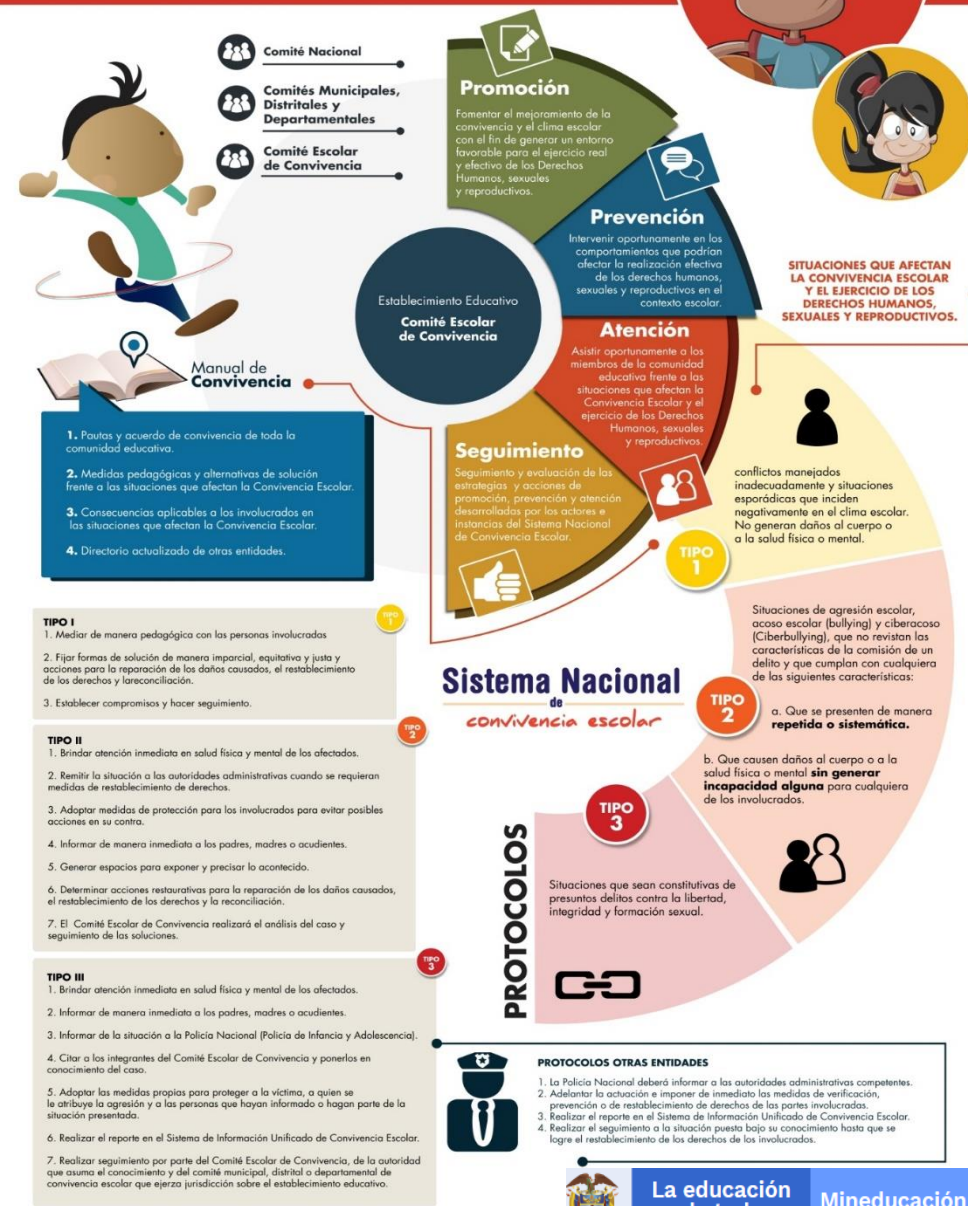 Comité Nacional
Comités Municipales,
Distritales y
Departamentales
Comité Escolar
de Convivencia
Promoción
Fomentar el mejoramiento de la
convivencia y el clima escolar
con el fin de generar un entorno
favorable para el ejercicio real
y efectivo de los Derechos
Humanos, sexuales
y reproductivos.
Prevención
Intervenir oportunamente en los
comportamientos que podrían
afectar la realización efectiva
de los derechos humanos,
sexuales y reproductivos en el
contexto escolar.
Establecimiento Educativo
Comité Escolar
de Convivencia
Atención
Asistir oportunamente a los
miembros de la comunidad
educativa frente a las
situaciones que afectan la
Convivencia Escolar y el
ejercicio de los Derechos
Humanos, sexuales
y reproductivos.
Seguimiento
Seguimiento y evaluación de las
estrategias y acciones de
promoción, prevención y atención
desarrolladas por los actores e
instancias del Sistema Nacional
de Convivencia Escolar.
Manual de
Convivencia
1. Pautas y acuerdo de convivencia de toda la
comunidad educativa.
2. Medidas pedagógicas y alternativas de solución
frente a las situaciones que afectan la Convivencia Escolar.
3. Consecuencias aplicables a los involucrados en
las situaciones que afectan la Convivencia Escolar.
4. Directorio actualizado de otras entidades.
SITUACIONES QUE AFECTAN
LA CONVIVENCIA ESCOLAR
Y EL EJERCICIO DE LOS
DERECHOS HUMANOS,
SEXUALES Y REPRODUCTIVOS.
TIPO
1
conflictos manejados
inadecuadamente y situaciones
esporádicas que inciden
negativamente en el clima escolar.
No generan daños al cuerpo o
a la salud física o mental.
TIPO
2
Situaciones de agresión escolar,
acoso escolar (bullying) y ciberacoso
(Ciberbullying), que no revistan las
características de la comisión de un
delito y que cumplan con cualquiera
de las siguientes características:
a. Que se presenten de manera
repetida o sistemática.
b. Que causen daños al cuerpo o a la
salud física o mental sin generar
incapacidad alguna para cualquiera
de los involucrados.
TIPO
3
Situaciones que sean constitutivas de
presuntos delitos contra la libertad,
integridad y formación sexual.
Sistema Nacional
de
convivencia escolar
PROTOCOLOS
TIPO I
TIPO
1
1. Mediar de manera pedagógica con las personas involucradas
2. Fijar formas de solución de manera imparcial, equitativa y justa y
acciones para la reparación de los daños causados, el restablecimiento
de los derechos y lareconciliación.
3. Establecer compromisos y hacer seguimiento.
TIPO II
TIPO
2
1. Brindar atención inmediata en salud física y mental de los afectados.
2. Remitir la situación a las autoridades administrativas cuando se requieran
medidas de restablecimiento de derechos.
3. Adoptar medidas de protección para los involucrados para evitar posibles
acciones en su contra.
4. Informar de manera inmediata a los padres, madres o acudientes.
5. Generar espacios para exponer y precisar lo acontecido.
6. Determinar acciones restaurativas para la reparación de los daños causados,
el restablecimiento de los derechos y la reconciliación.
7. El Comité Escolar de Convivencia realizará el análisis del caso y
seguimiento de las soluciones.
TIPO III
TIPO
3
1. Brindar atención inmediata en salud física y mental de los afectados.
2. Informar de manera inmediata a los padres, madres o acudientes.
3. Informar de la situación a la Policía Nacional (Policía de Infancia y Adolescencia).
4. Citar a los integrantes del Comité Escolar de Convivencia y ponerlos en
conocimiento del caso.
5. Adoptar las medidas propias para proteger a la víctima, a quien se
le atribuye la agresión y a las personas que hayan informado o hagan parte de la
situación presentada.
6. Realizar el reporte en el Sistema de Información Unificado de Convivencia Escolar.
7. Realizar seguimiento por parte del Comité Escolar de Convivencia, de la autoridad
que asuma el conocimiento y del comité municipal, distrital o departamental de
convivencia escolar que ejerza jurisdicción sobre el establecimiento educativo.
PROTOCOLOS OTRAS ENTIDADES
1. La Policía Nacional deberá informar a las autoridades administrativas competentes.
2. Adelantar la actuación e imponer de inmediato las medidas de verificación,
prevención o de restablecimiento de derechos de las partes involucradas.
3. Realizar el reporte en el Sistema de Información Unificado de Convivencia Escolar.
4. Realizar el seguimiento a la situación puesta bajo su conocimiento hasta que se
logre el restablecimiento de los derechos de los involucrados.
La educación
Mineducación